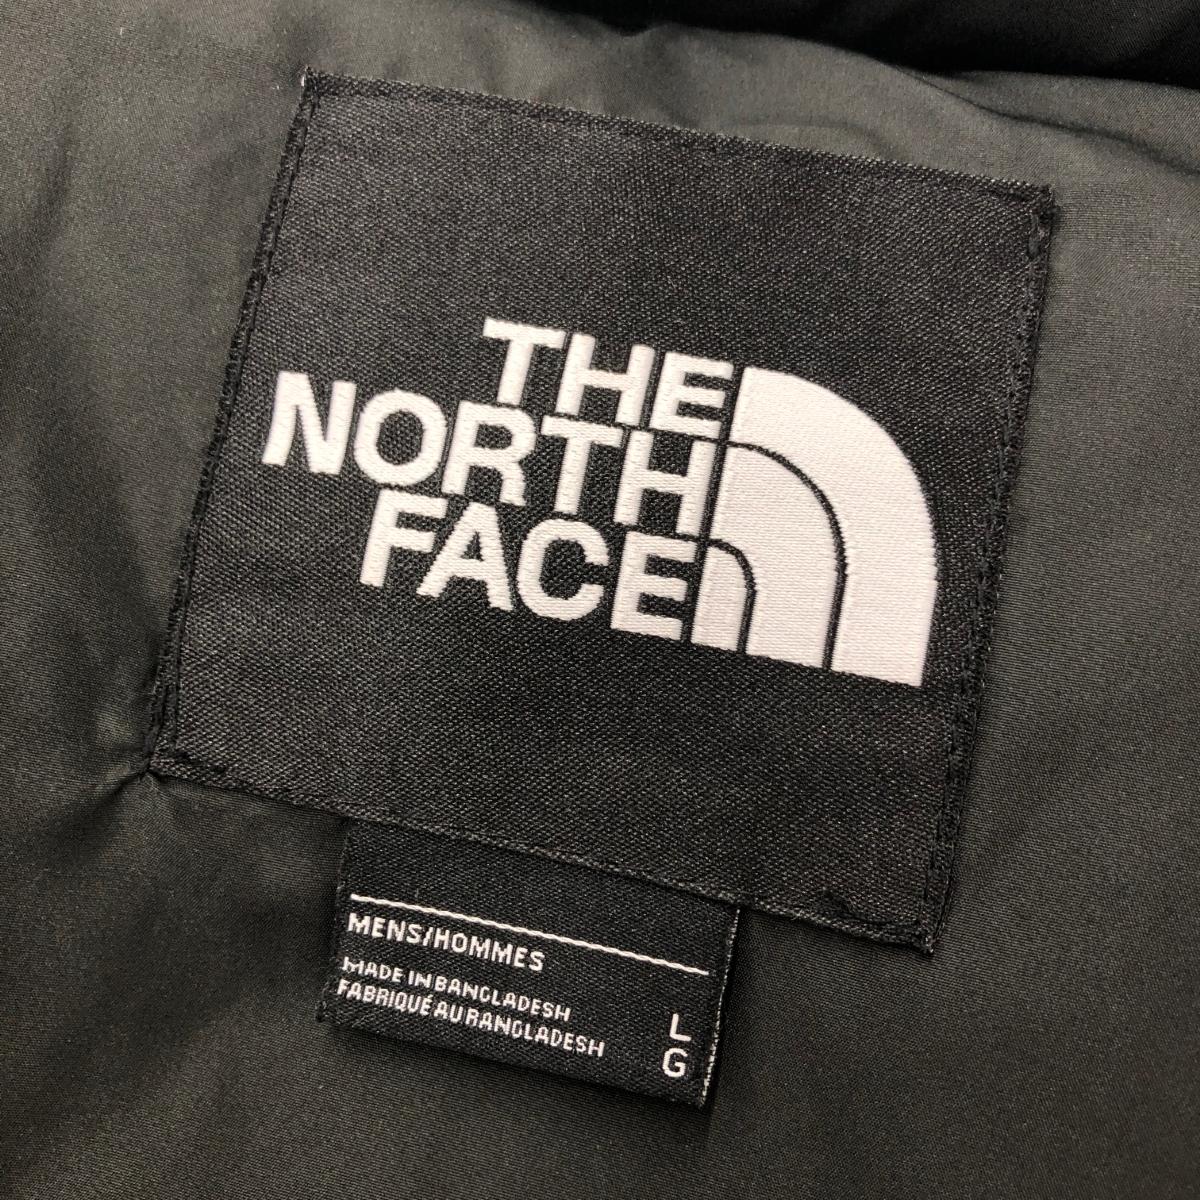 THE
NORTH
FACE
MENS/HOMMES
MADE IN BANGLADESH
FABRIQUÉ AU BANGLADESH
L
G